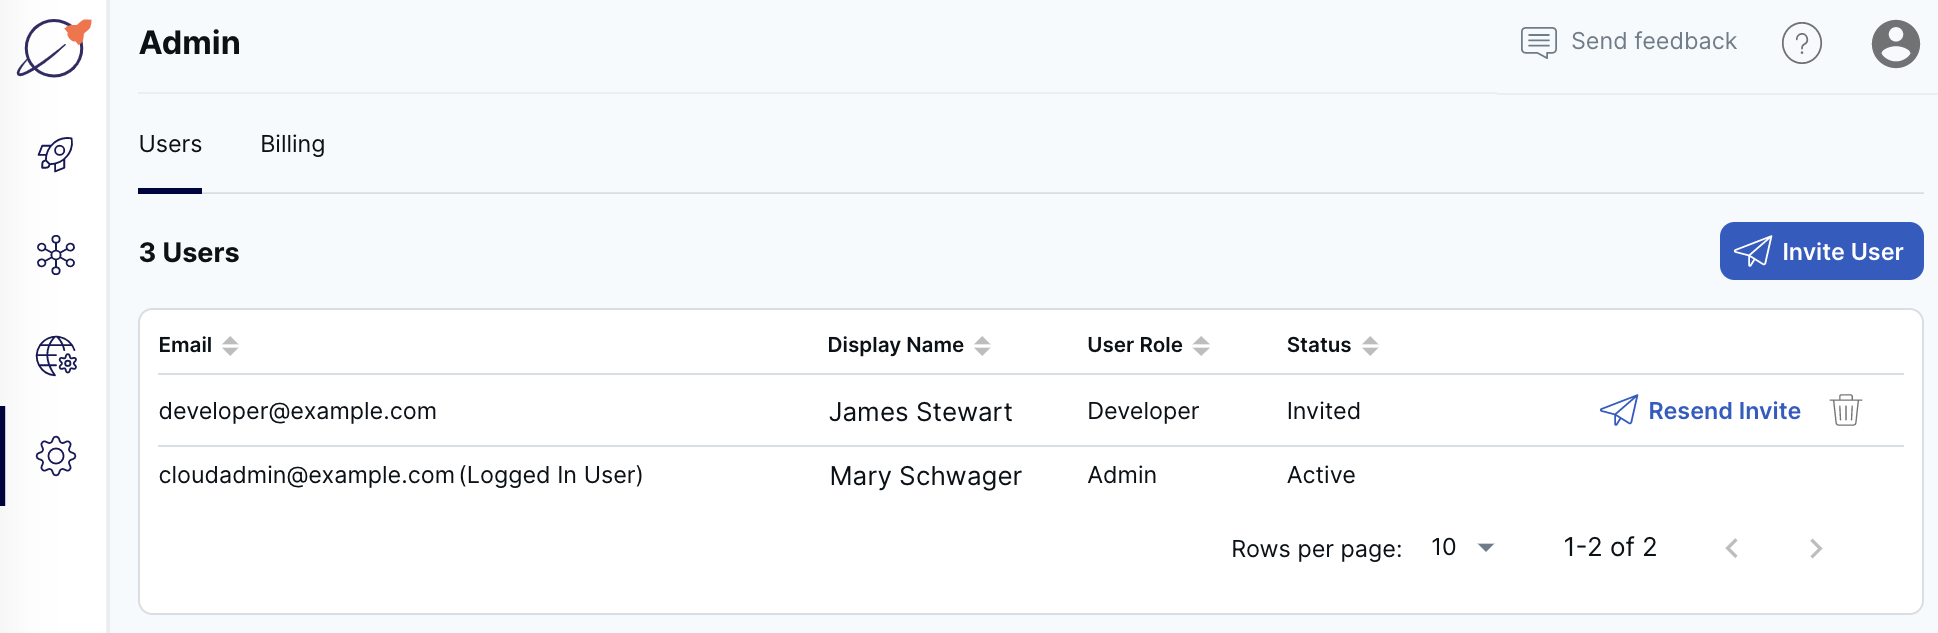 Admin
Send feedback
?
Users Billing
3 Users
Invite User
Email Display Name User Role Status
developer@example.com James Stewart Developer Invited Resend Invite
cloudadmin@example.com (Logged In User) Mary Schwager Admin Active
Rows per page: 10 1-2 of 2